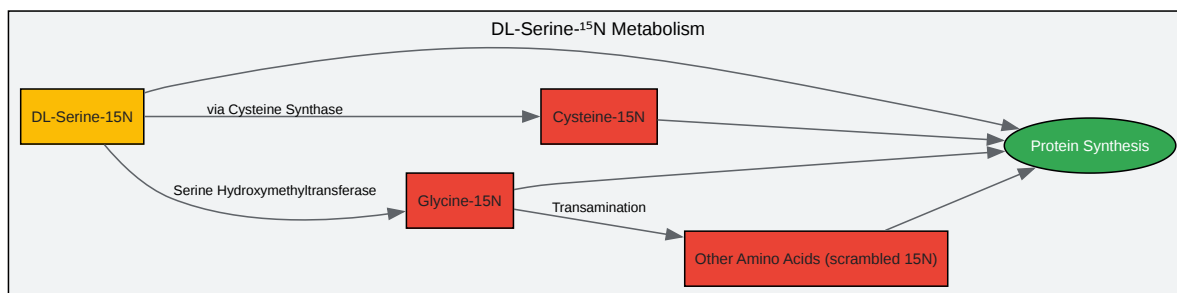 DL-Serine-¹⁵N Metabolism
DL-Serine-15N
via Cysteine Synthase
Cysteine-15N
Protein Synthesis
Serine Hydroxymethyltransferase
Glycine-15N
Transamination
Other Amino Acids (scrambled 15N)